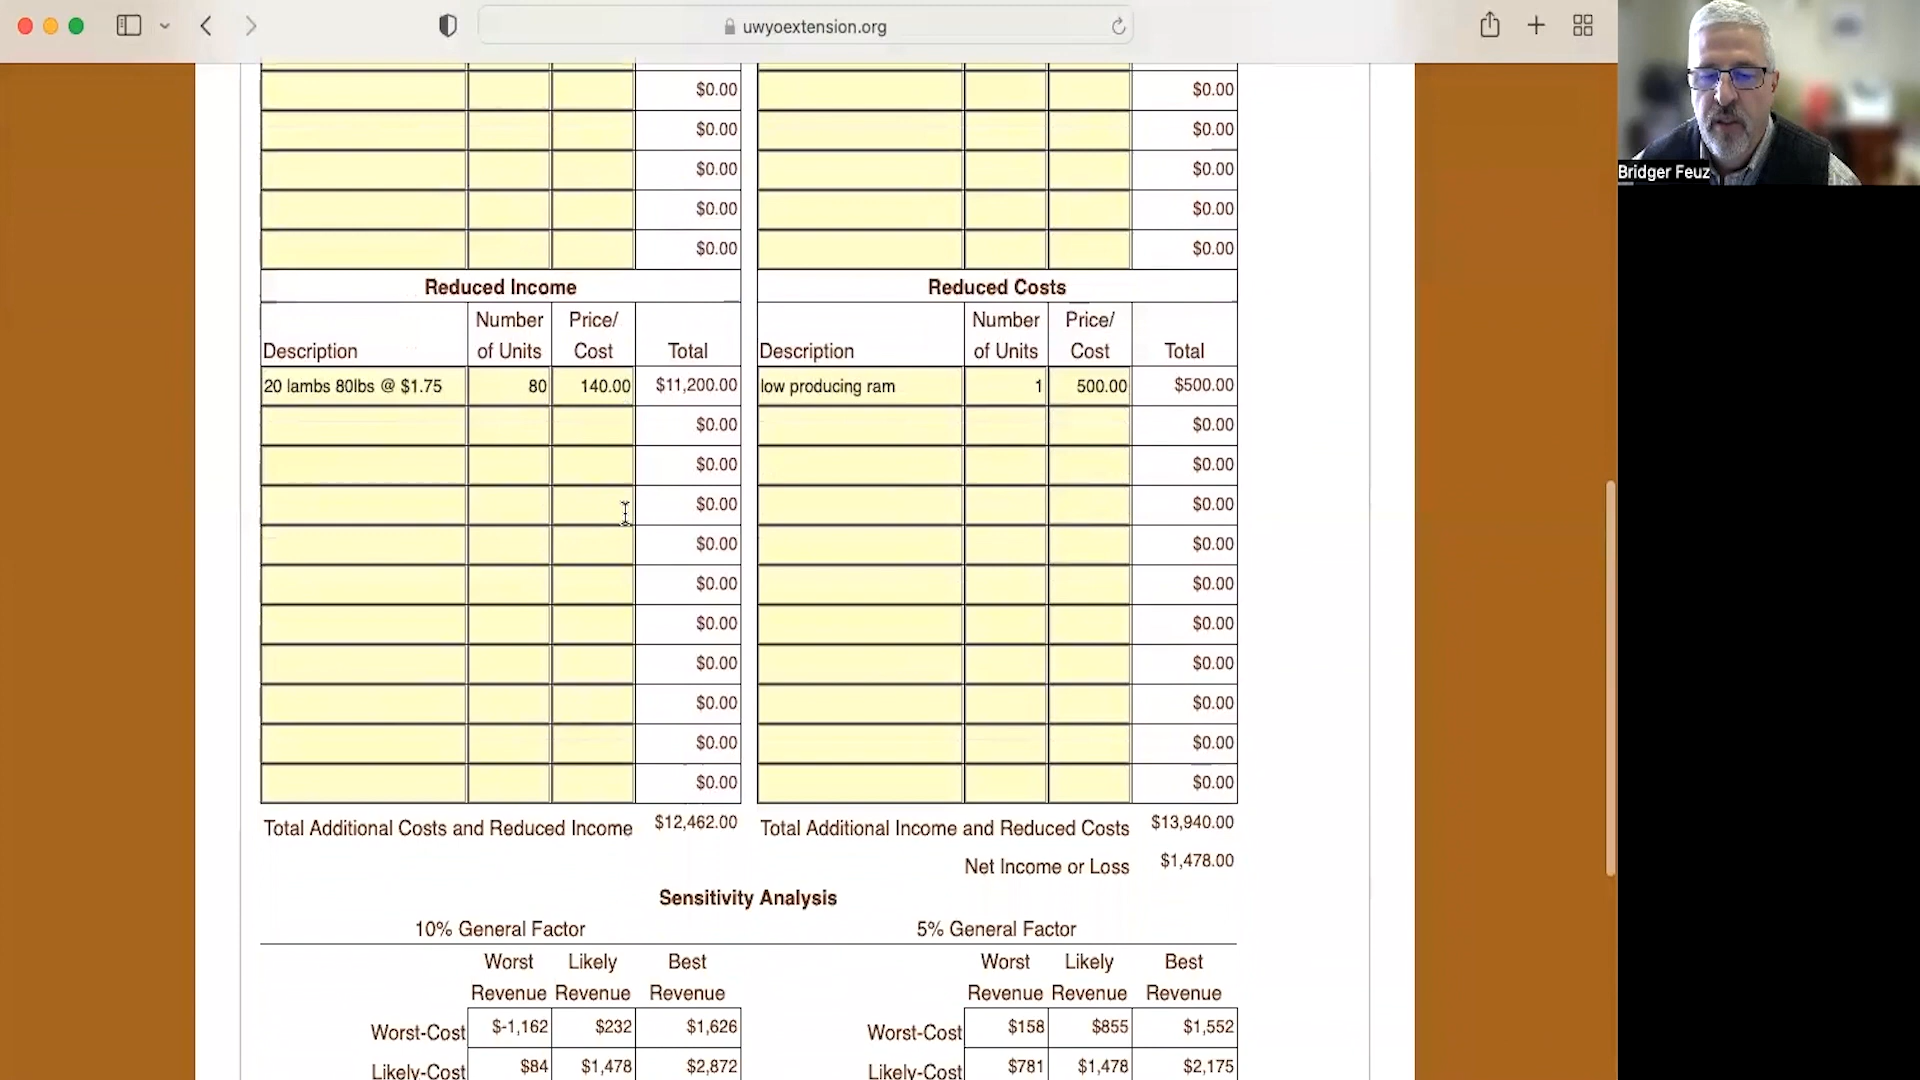 uwyoextension.org
Bridger Feuz
$0.00 $0.00
$0.00 $0.00
$0.00 $0.00
$0.00 $0.00
$0.00 $0.00
Reduced Income Reduced Costs
Number Price/ Number Price/
Description of Units Cost Total Description of Units Cost Total
20 lambs 80lbs @ $1.75 80 140.00 $11,200.00 low producing ram 1 500.00 $500.00
$0.00 $0.00
$0.00 $0.00
$0.00 $0.00
$0.00 $0.00
$0.00 $0.00
$0.00 $0.00
$0.00 $0.00
$0.00 $0.00
$0.00 $0.00
$0.00 $0.00
Total Additional Costs and Reduced Income $12,462.00 Total Additional Income and Reduced Costs $13,940.00
Net Income or Loss $1,478.00
Sensitivity Analysis
10% General Factor 5% General Factor
Worst Likely Best Worst Likely Best
Revenue Revenue Revenue Revenue Revenue Revenue
Worst-Cost $-1,162 $232 $1,626 Worst-Cost $158 $855 $1,552
Likely-Cost $84 $1,478 $2,872 Likely-Cost $781 $1,478 $2,175